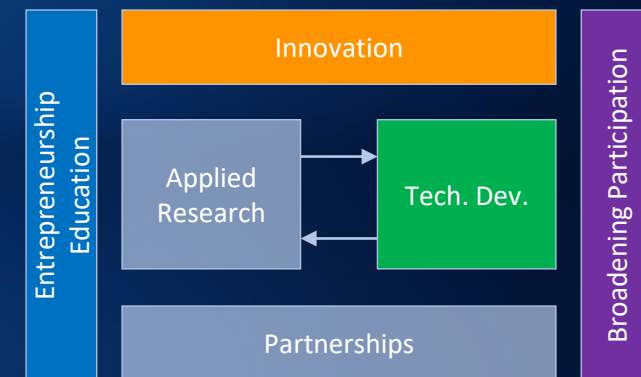 Entrepreneurship
Education
Innovation
Applied
Research
Tech. Dev.
Partnerships
Broadening Participation